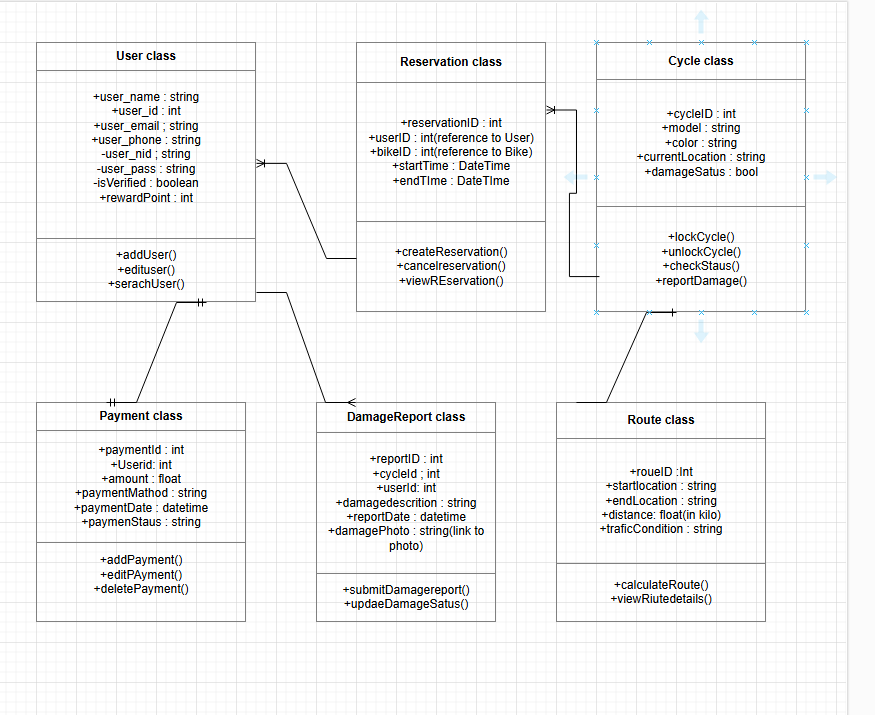 User class
+user_name : string
+user_id : int
+user_email ; string
+user_phone : string
-user_nid ; string
-user_pass : string
-isVerified : boolean
+rewardPoint : int
+addUser()
+edituser()
+serachUser()
Reservation class
+reservationID : int
+userID : int(reference to User)
+bikeID : int(reference to Bike)
+startTime : DateTime
+endTIme : DateTIme
+createReservation()
+cancelreservation()
+viewREservation()
Cycle class
+cycleID : int
+model : string
+color : string
+currentLocation : string
+damageSatus : bool
+lockCycle()
+unlockCycle()
+checkStaus()
+reportDamage()
Payment class
+paymentId : int
+Userid: int
+amount : float
+paymentMathod : string
+paymentDate : datetime
+paymenStaus : string
+addPayment()
+editPAyment()
+deletePayment()
DamageReport class
+reportID : int
+cycleId ; int
+userId: int
+damagedescrition : string
+reportDate : datetime
+damagePhoto : string(link to
photo)
+submitDamagereport()
+updaeDamageSatus()
Route class
+roueID :Int
+startlocation : string
+endLocation : string
+distance: float(in kilo)
+traficCondition : string
+calculateRoute()
+viewRiutedetails()